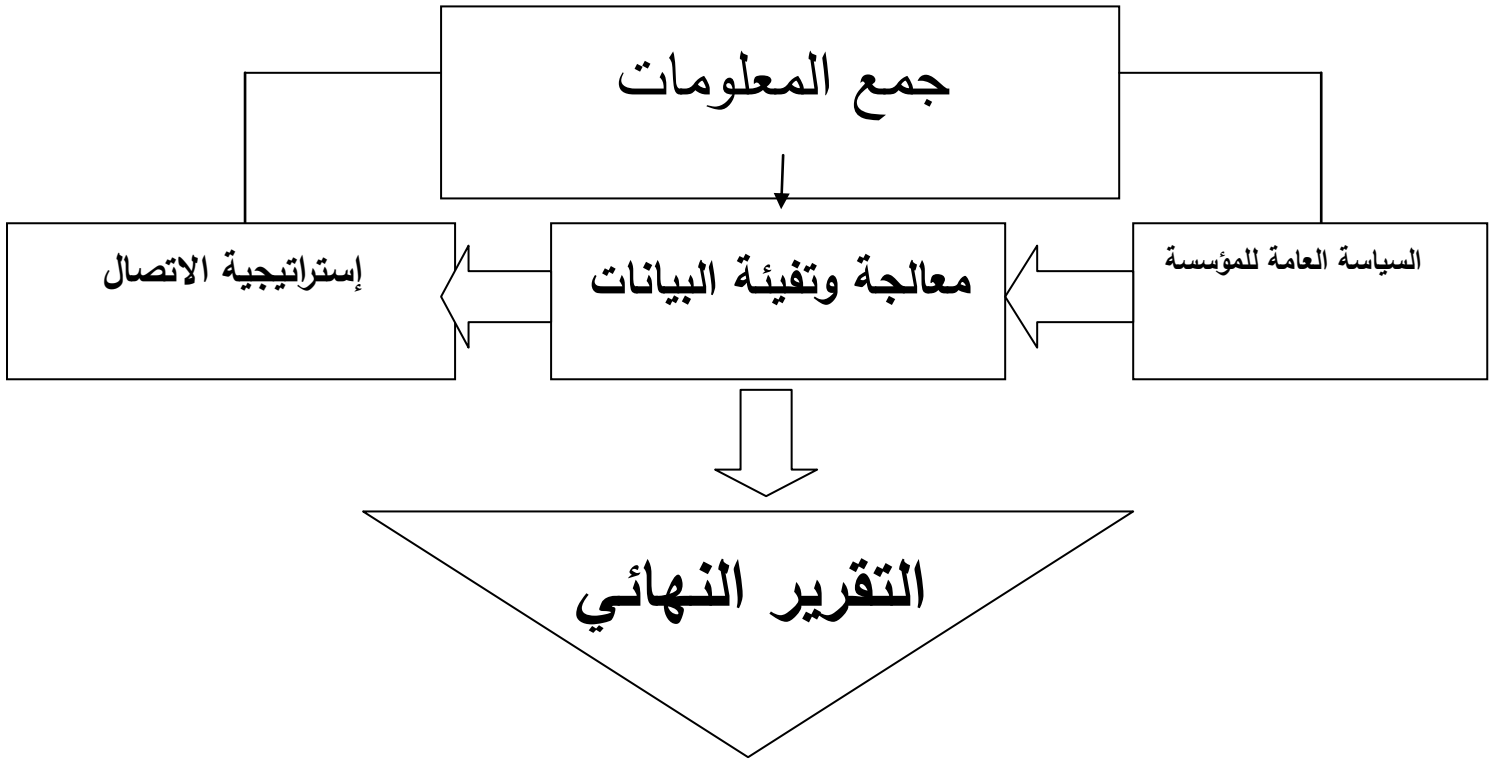 جمع المعلومات
السياسة العامة للمؤسسة
معالجة وتفيئة البيانات
إستراتيجية الاتصال
التقرير النهائي